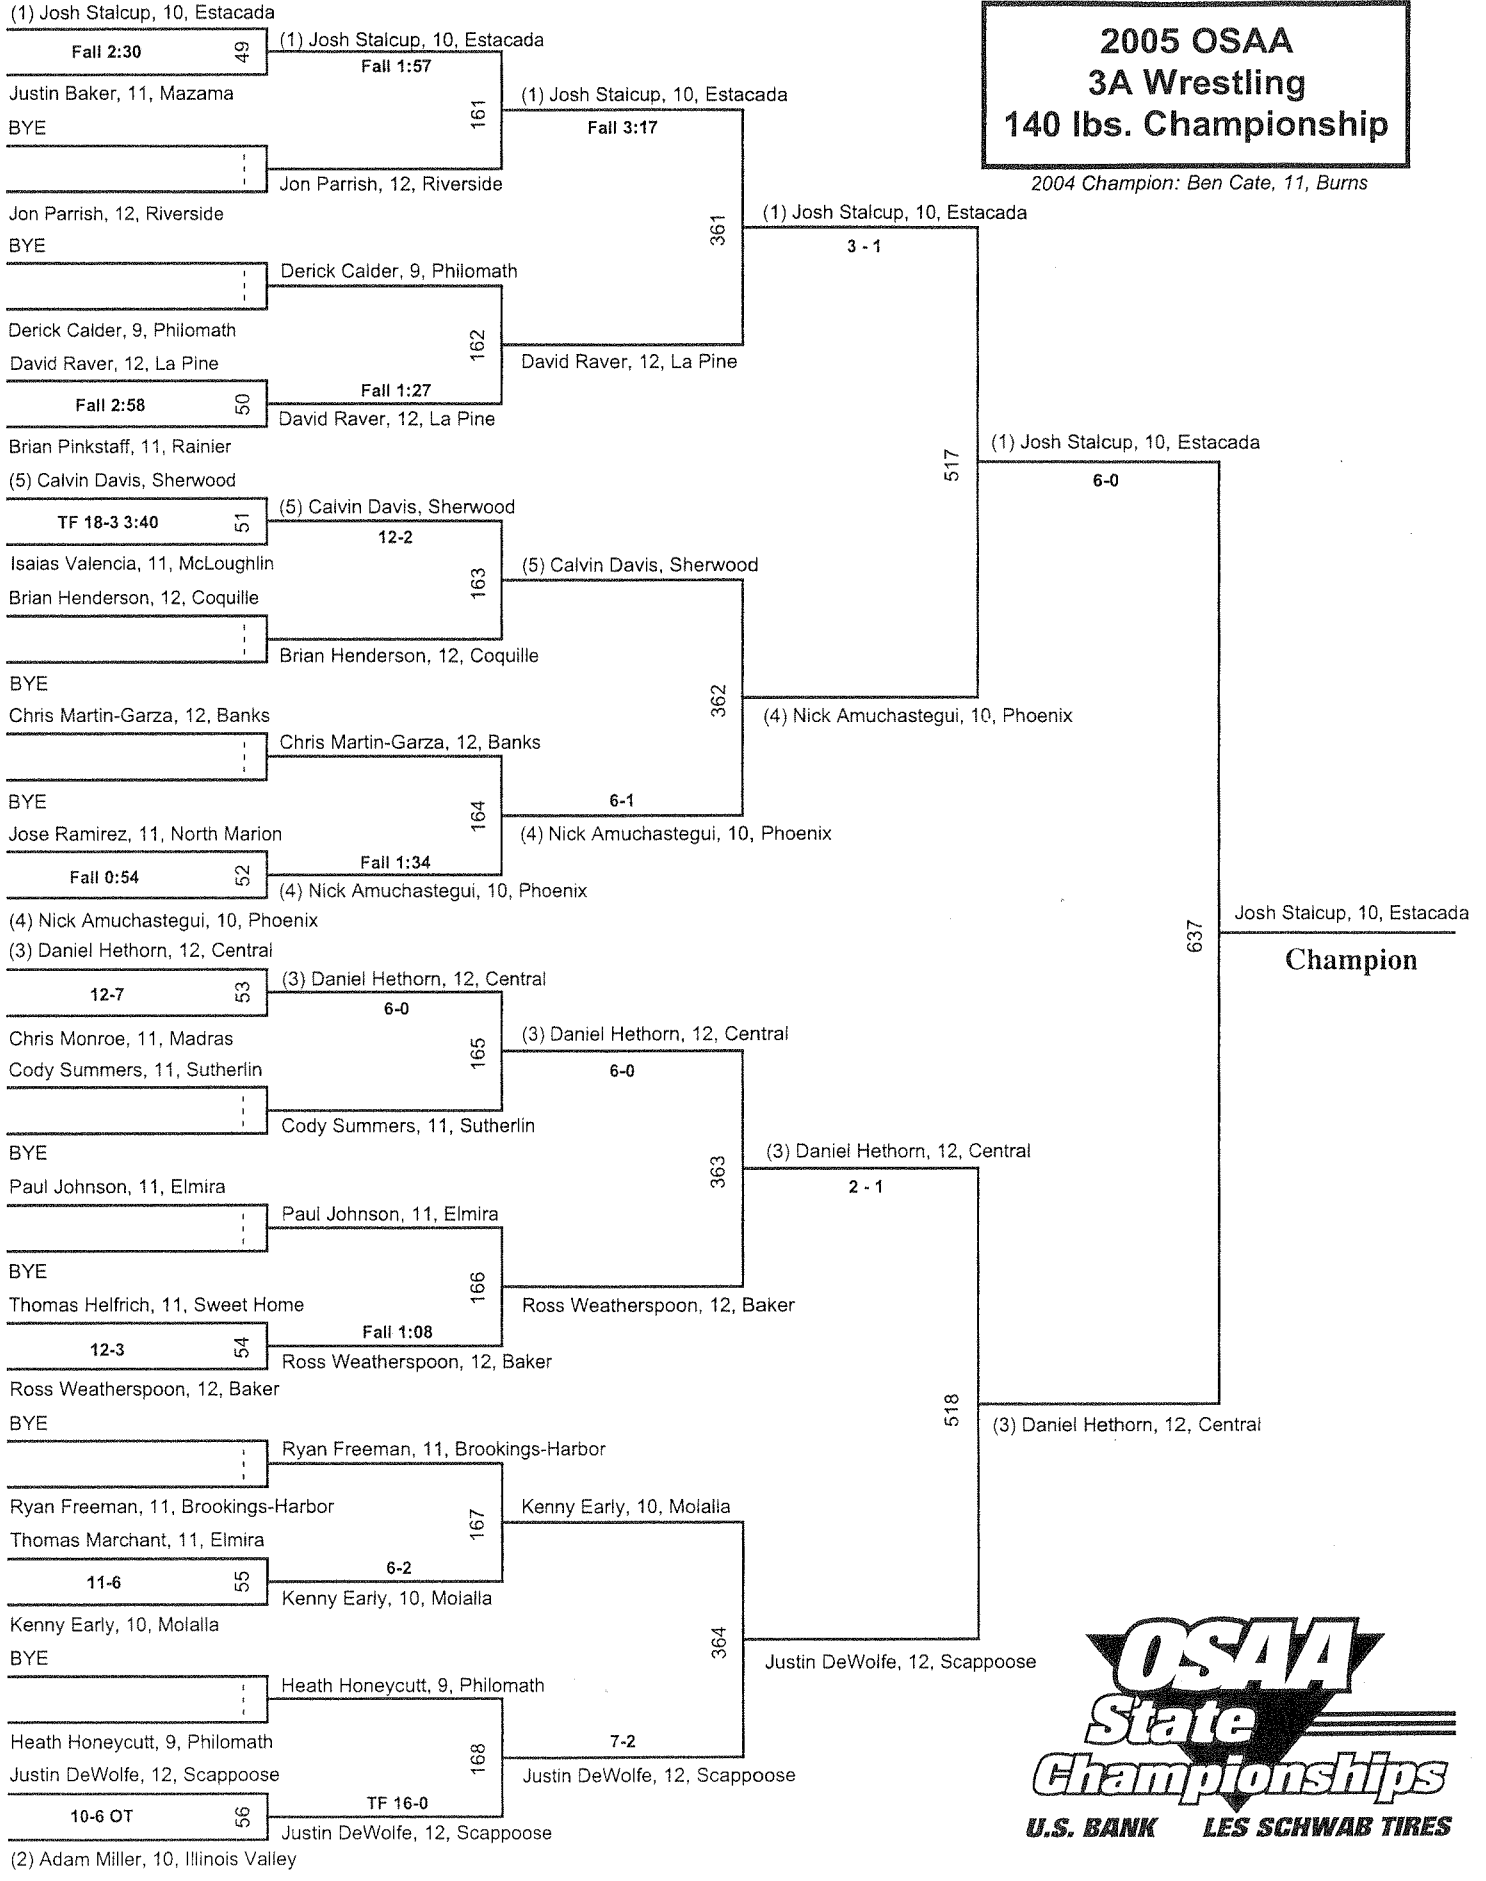 (1) Josh Stalcup, 10, Estacada
Fall 2:30
49
Justin Baker, 11, Mazama
BYE
Jon Parrish, 12, Riverside
BYE
Derick Calder, 9, Philomath
David Raver, 12, La Pine
Fall 2:58
50
Brian Pinkstaff, 11, Rainier
(5) Calvin Davis, Sherwood
TF 18-3 3:40
51
Isaias Valencia, 11, McLoughlin
Brian Henderson, 12, Coquille
BYE
Chris Martin-Garza, 12, Banks
BYE
Jose Ramirez, 11, North Marion
Fall 0:54
52
(4) Nick Amuchastegui, 10, Phoenix
(3) Daniel Hethorn, 12, Central
12-7
53
Chris Monroe, 11, Madras
Cody Summers, 11, Sutherlin
BYE
Paul Johnson, 11, Elmira
BYE
Thomas Helfrich, 11, Sweet Home
12-3
54
Ross Weatherspoon, 12, Baker
BYE
Ryan Freeman, 11, Brookings-Harbor
Thomas Marchant, 11, Elmira
11-6
55
Kenny Early, 10, Molalla
BYE
Heath Honeycutt, 9, Philomath
Justin DeWolfe, 12, Scappoose
10-6 OT
56
(2) Adam Miller, 10, Illinois Valley
(1) Josh Stalcup, 10, Estacada
Fall 1:57
161
Jon Parrish, 12, Riverside
Derick Calder, 9, Philomath
162
Fall 1:27
David Raver, 12, La Pine
(5) Calvin Davis, Sherwood
12-2
163
Brian Henderson, 12, Coquille
Chris Martin-Garza, 12, Banks
164
Fall 1:34
(4) Nick Amuchastegui, 10, Phoenix
(3) Daniel Hethorn, 12, Central
6-0
165
Cody Summers, 11, Sutherlin
Paul Johnson, 11, Elmira
166
Fall 1:08
Ross Weatherspoon, 12, Baker
Ryan Freeman, 11, Brookings-Harbor
167
6-2
Kenny Early, 10, Molalla
Heath Honeycutt, 9, Philomath
168
TF 16-0
Justin DeWolfe, 12, Scappoose
(1) Josh Stalcup, 10, Estacada
Fall 3:17
361
David Raver, 12, La Pine
(5) Calvin Davis, Sherwood
362
6-1
(4) Nick Amuchastegui, 10, Phoenix
(3) Daniel Hethorn, 12, Central
6-0
363
Ross Weatherspoon, 12, Baker
Kenny Early, 10, Molalla
364
7-2
Justin DeWolfe, 12, Scappoose
(1) Josh Stalcup, 10, Estacada
3 - 1
517
(4) Nick Amuchastegui, 10, Phoenix
(3) Daniel Hethorn, 12, Central
2 - 1
518
Justin DeWolfe, 12, Scappoose
(1) Josh Stalcup, 10, Estacada
6-0
637
(3) Daniel Hethorn, 12, Central
Josh Stalcup, 10, Estacada
Champion
2005 OSAA
3A Wrestling
140 lbs. Championship
2004 Champion: Ben Cate, 11, Burns
OSAA
State
Championships
U.S. BANK LES SCHWAB TIRES